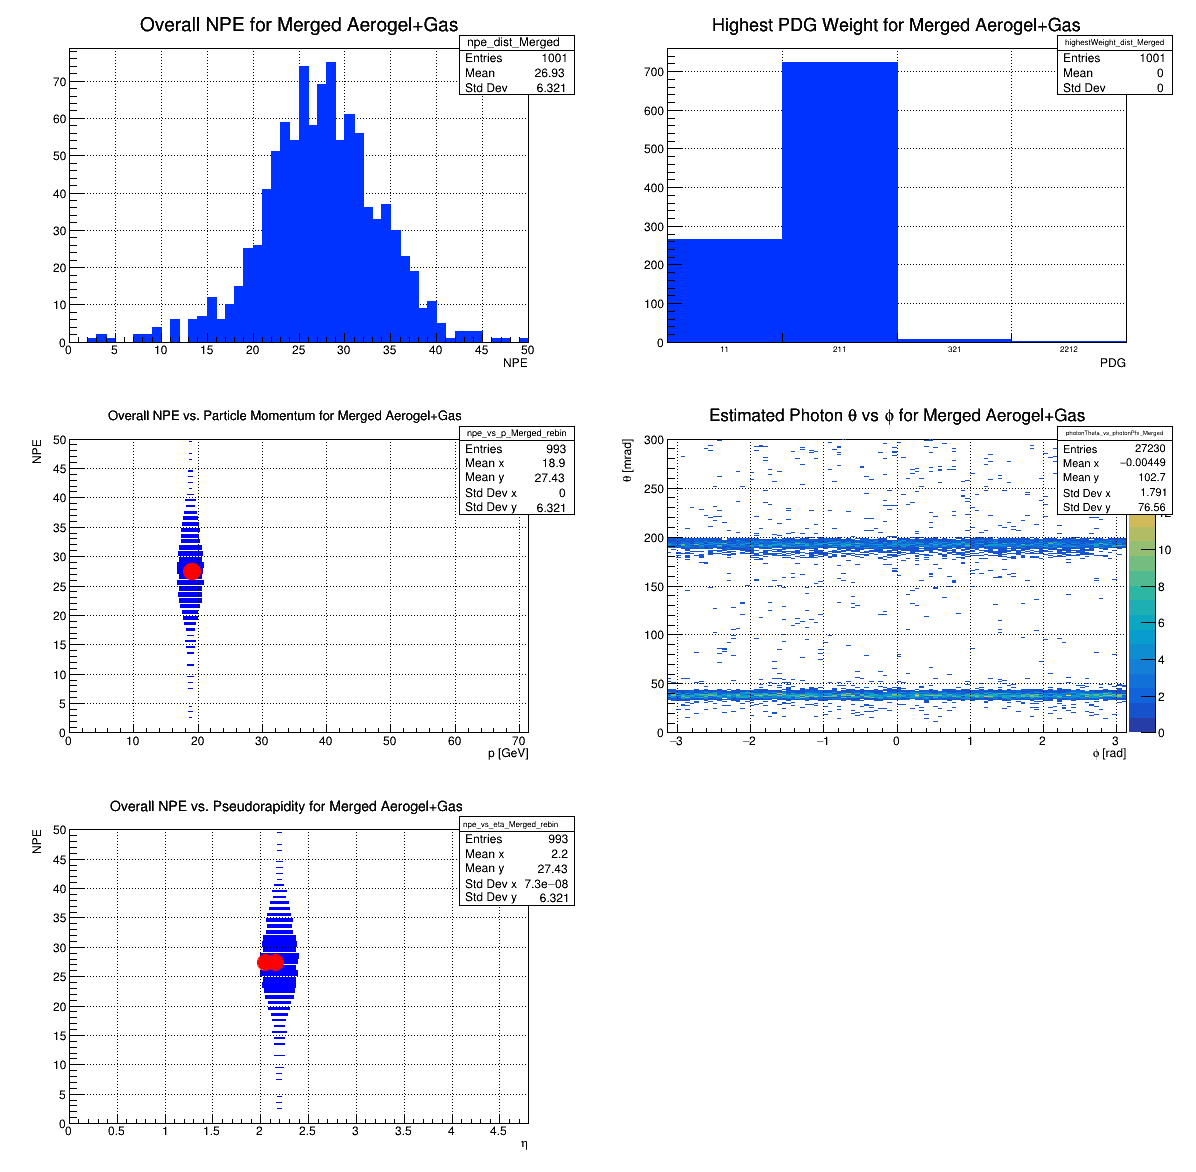 Overall NPE for Merged Aerogel+Gas
npe_dist_Merged
Entries 1001
Mean 26.93
Std Dev 6.321
70
60
50
40
30
20
10
0
0 5 10 15 20 25 30 35 40 45 50
NPE
Highest PDG Weight for Merged Aerogel+Gas
highestWeight_dist_Merged
Entries 1001
Mean 0
Std Dev 0
700
600
500
400
300
200
100
0
11 211 321 2212
PDG
Overall NPE vs. Particle Momentum for Merged Aerogel+Gas
npe_vs_p_Merged_rebin
Entries 993
Mean x 18.9
Mean y 27.43
Std Dev x 0
Std Dev y 6.321
NPE
50
45
40
35
30
25
20
15
10
5
0
0 10 20 30 40 50 60 70
p [GeV]
Estimated Photon θ vs ϕ for Merged Aerogel+Gas
photonTheta_vs_photonPhi_Merged
Entries 27230
Mean x −0.00449
Mean y 102.7
Std Dev x 1.791
Std Dev y 76.56
θ [mrad]
300
250
200
150
100
50
0
−3 −2 −1 0 1 2 3
ϕ [rad]
10
8
6
4
2
0
Overall NPE vs. Pseudorapidity for Merged Aerogel+Gas
npe_vs_eta_Merged_rebin
Entries 993
Mean x 2.2
Mean y 27.43
Std Dev x 7.3e−08
Std Dev y 6.321
NPE
50
45
40
35
30
25
20
15
10
5
0
0 0.5 1 1.5 2 2.5 3 3.5 4 4.5
η